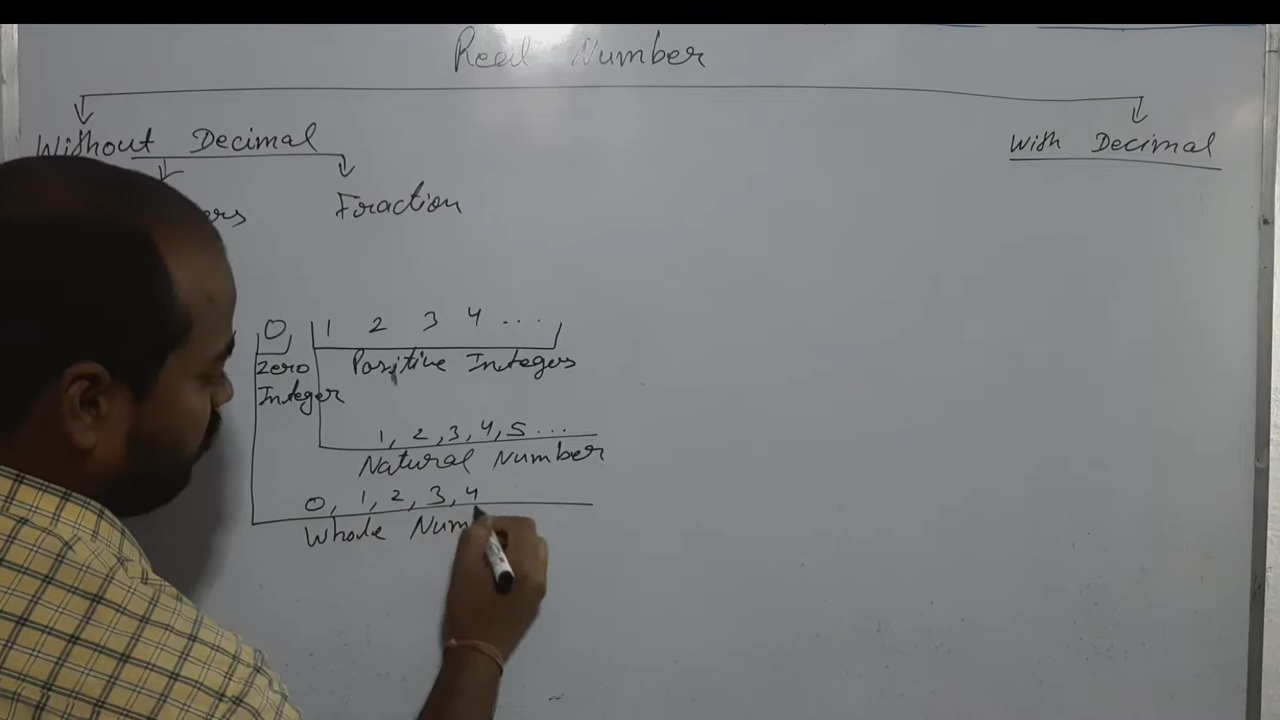 Real Number
Without Decimal
With Decimal
Fraction
0 1 2 3 4 ...
Zero Integer
Positive Integers
1, 2, 3, 4, 5 ...
Natural Number
0, 1, 2, 3, 4
Whole